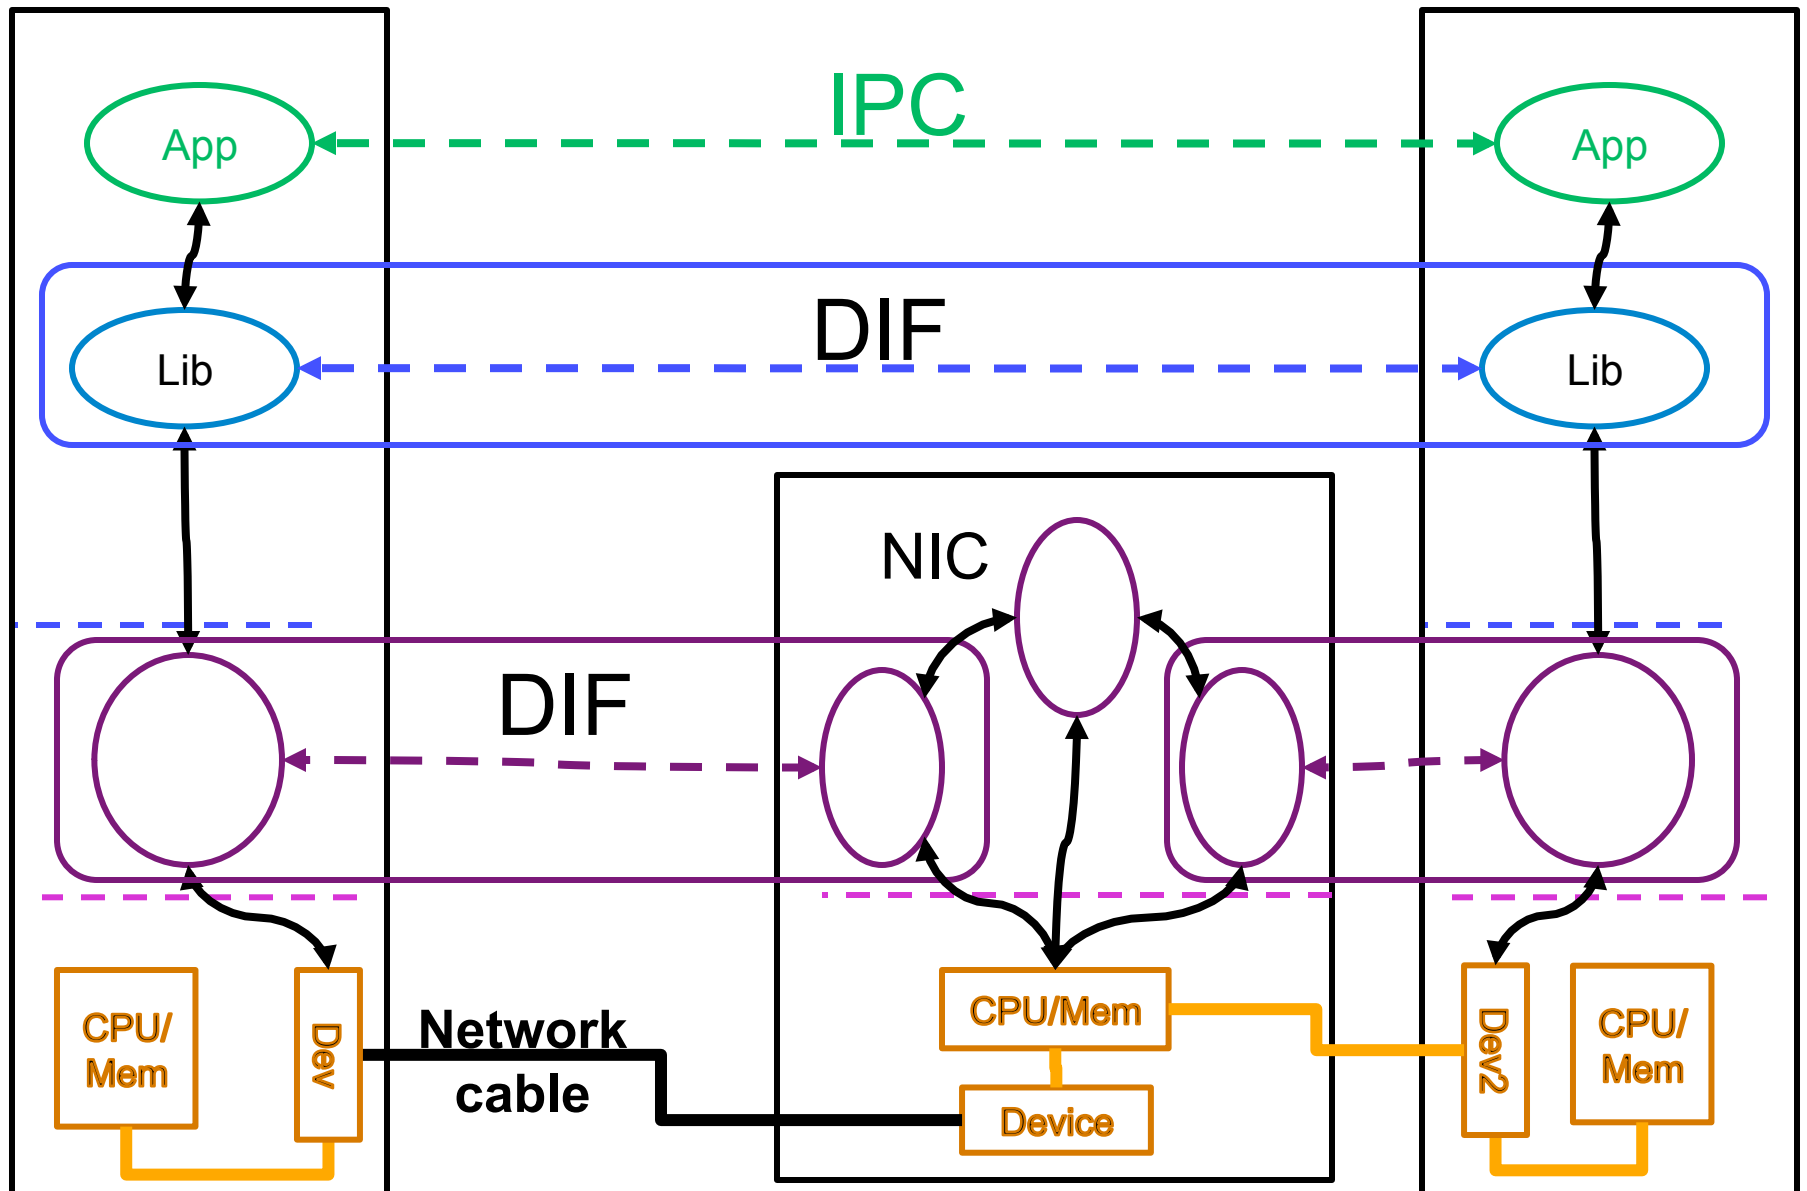 IPC
App
App
DIF
Lib
Lib
NIC
DIF
CPU/
Mem
Dev
Network
cable
CPU/Mem
Device
Dev2
CPU/
Mem